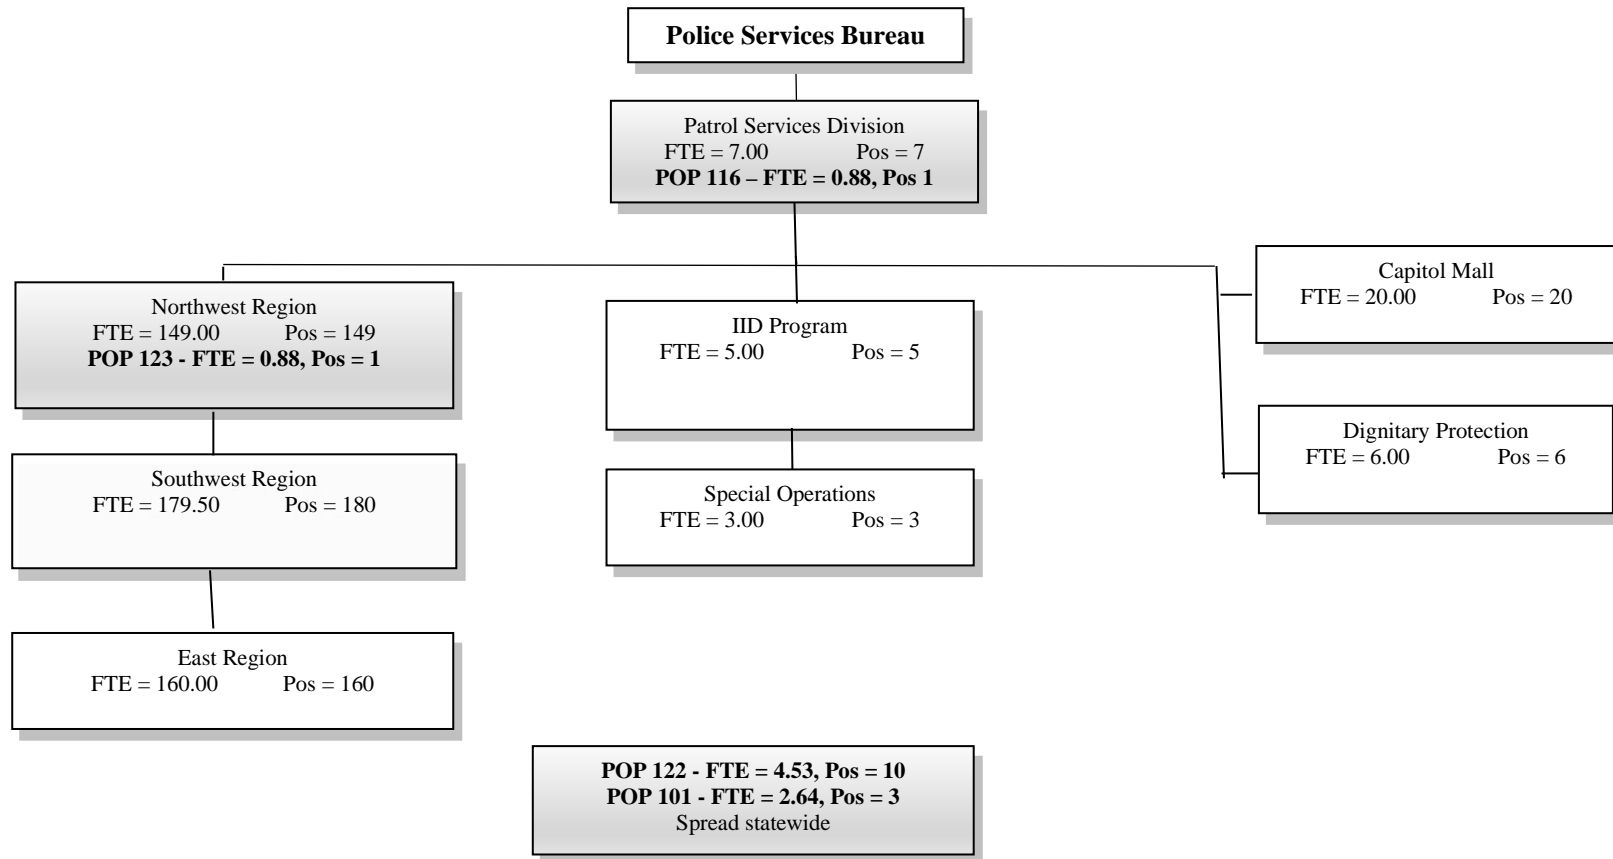 Police Services Bureau
Patrol Services Division
FTE = 7.00 Pos = 7
POP 116 – FTE = 0.88, Pos 1
Northwest Region
FTE = 149.00 Pos = 149
POP 123 - FTE = 0.88, Pos = 1
Southwest Region
FTE = 179.50 Pos = 180
East Region
FTE = 160.00 Pos = 160
IID Program
FTE = 5.00 Pos = 5
Special Operations
FTE = 3.00 Pos = 3
Capitol Mall
FTE = 20.00 Pos = 20
Dignitary Protection
FTE = 6.00 Pos = 6
POP 122 - FTE = 4.53, Pos = 10
POP 101 - FTE = 2.64, Pos = 3
Spread statewide